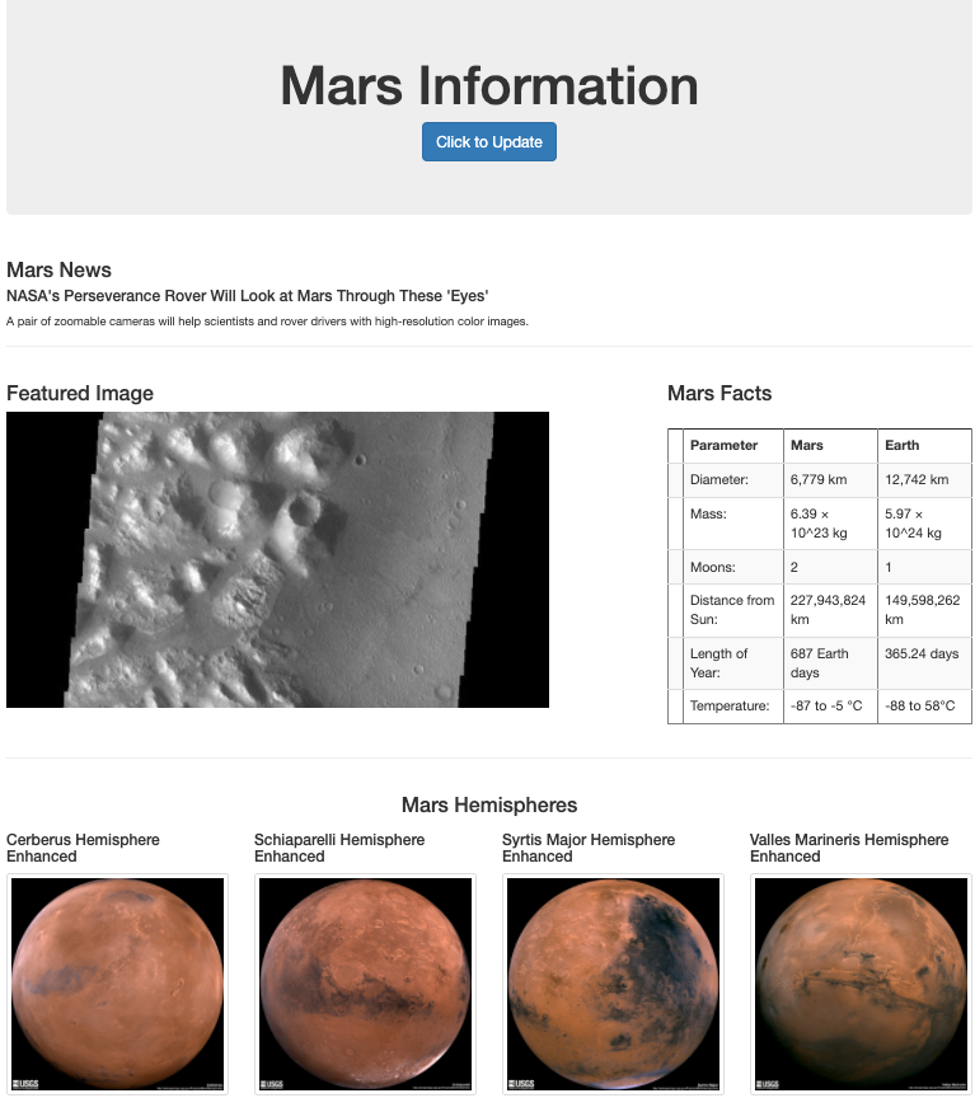 Mars Information
Click to Update
Mars News
NASA's Perseverance Rover Will Look at Mars Through These 'Eyes'
A pair of zoomable cameras will help scientists and rover drivers with high-resolution color images.
Featured Image
Mars Facts
Parameter Mars Earth
Diameter: 6,779 km 12,742 km
Mass: 6.39 × 5.97 ×
10^23 kg 10^24 kg
Moons: 2 1
Distance from 227,943,824 149,598,262
Sun: km km
Length of 687 Earth 365.24 days
Year: days
Temperature: -87 to -5 °C -88 to 58°C
Mars Hemispheres
Cerberus Hemisphere Schiaparelli Hemisphere Syrtis Major Hemisphere Valles Marineris Hemisphere
Enhanced Enhanced Enhanced Enhanced
USGS USGS USGS USGS